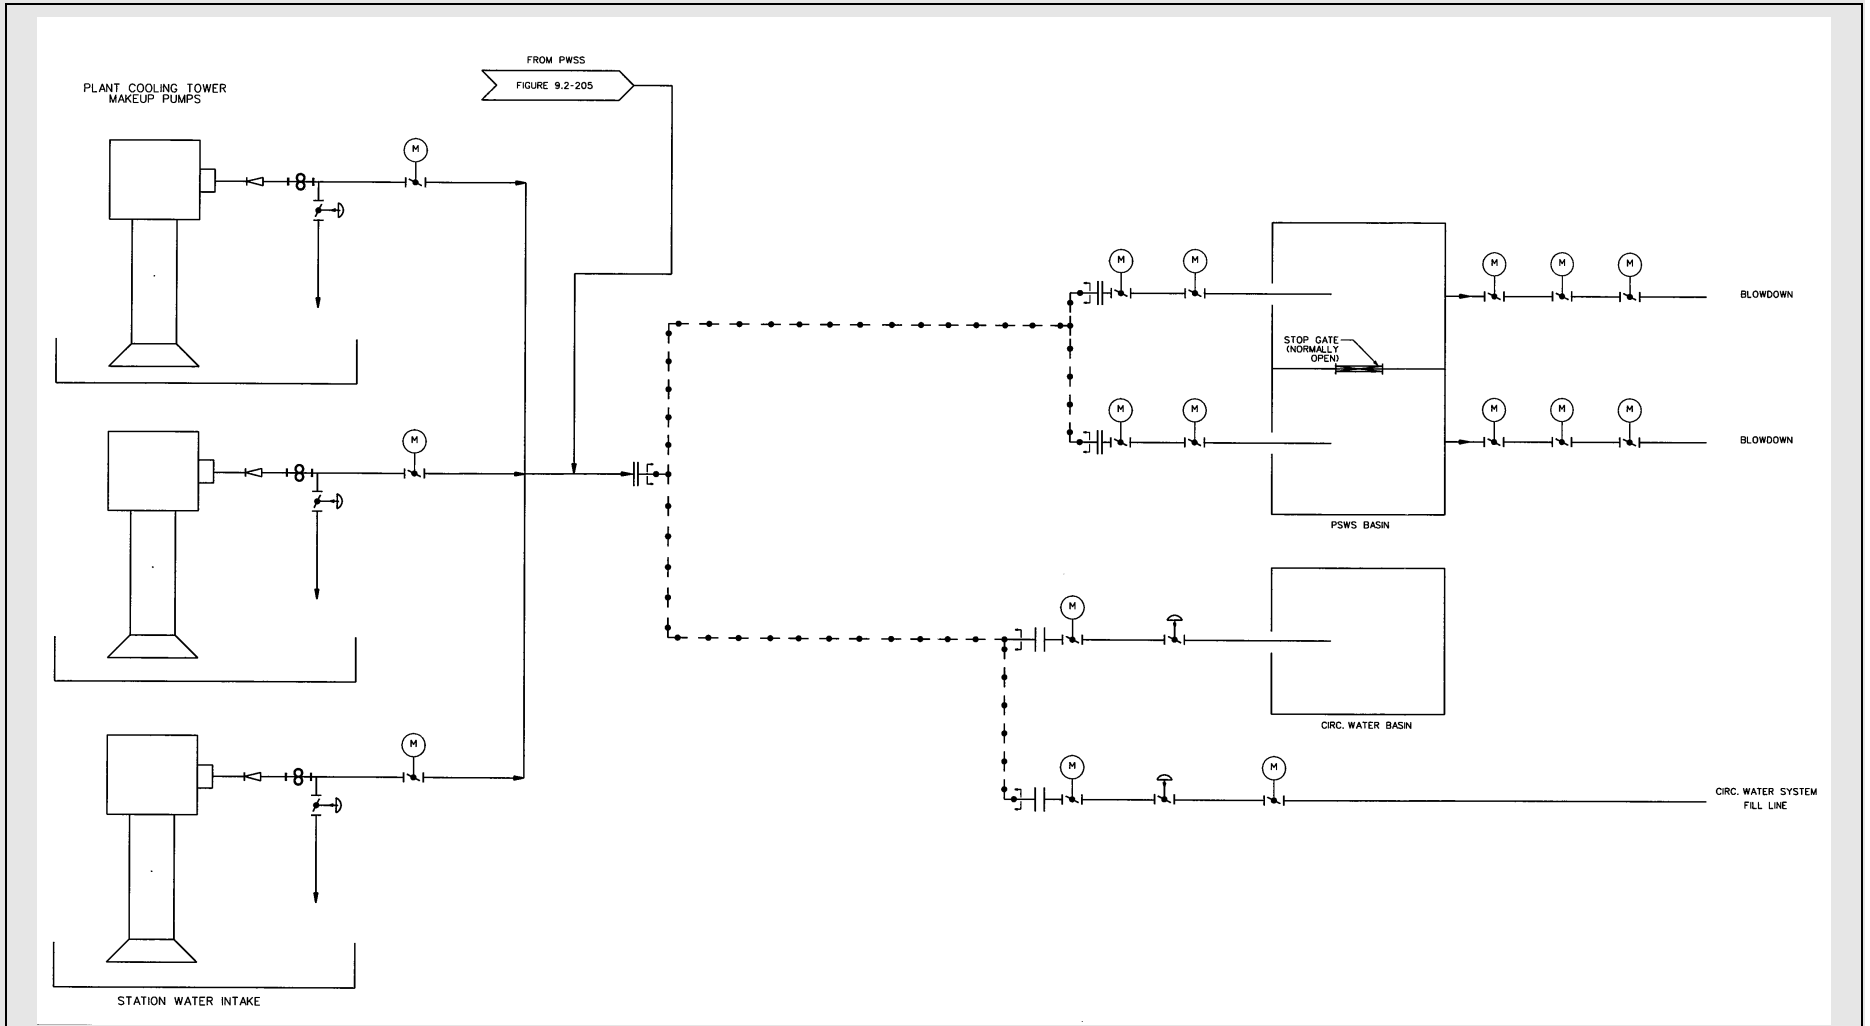 FROM PWSS
FIGURE 9.2-205
PLANT COOLING TOWER
MAKEUP PUMPS
M
M
M
M
M
M
BLOWDOWN
STOP GATE
(NORMALLY
OPEN)
M
M
M
M
M
M
BLOWDOWN
PSWS BASIN
M
CIRC. WATER BASIN
M
M
M
CIRC. WATER SYSTEM
FILL LINE
STATION WATER INTAKE